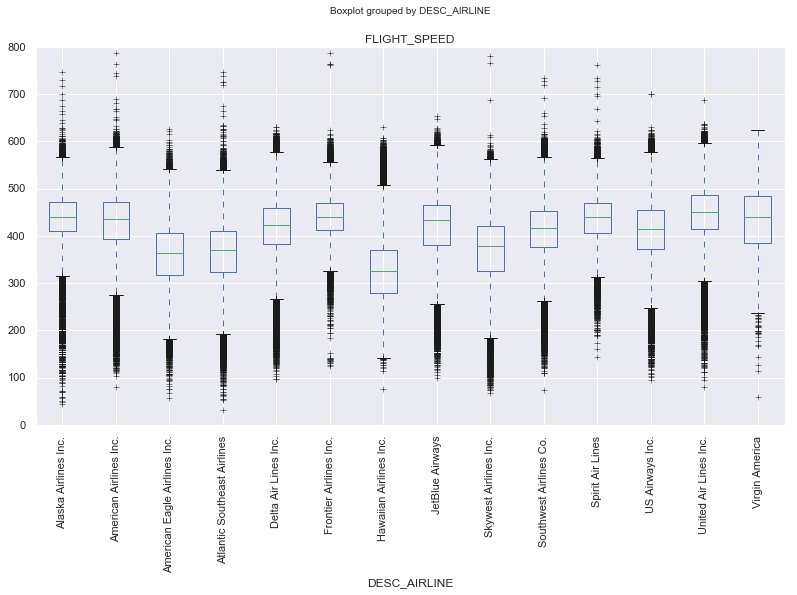 Boxplot grouped by DESC_AIRLINE
FLIGHT_SPEED
800
700
600
500
400
300
200
100
0
Alaska Airlines Inc.
American Airlines Inc.
American Eagle Airlines Inc.
Atlantic Southeast Airlines
Delta Air Lines Inc.
Frontier Airlines Inc.
Hawaiian Airlines Inc.
JetBlue Airways
Skywest Airlines Inc.
Southwest Airlines Co.
Spirit Air Lines
US Airways Inc.
United Air Lines Inc.
Virgin America
DESC_AIRLINE